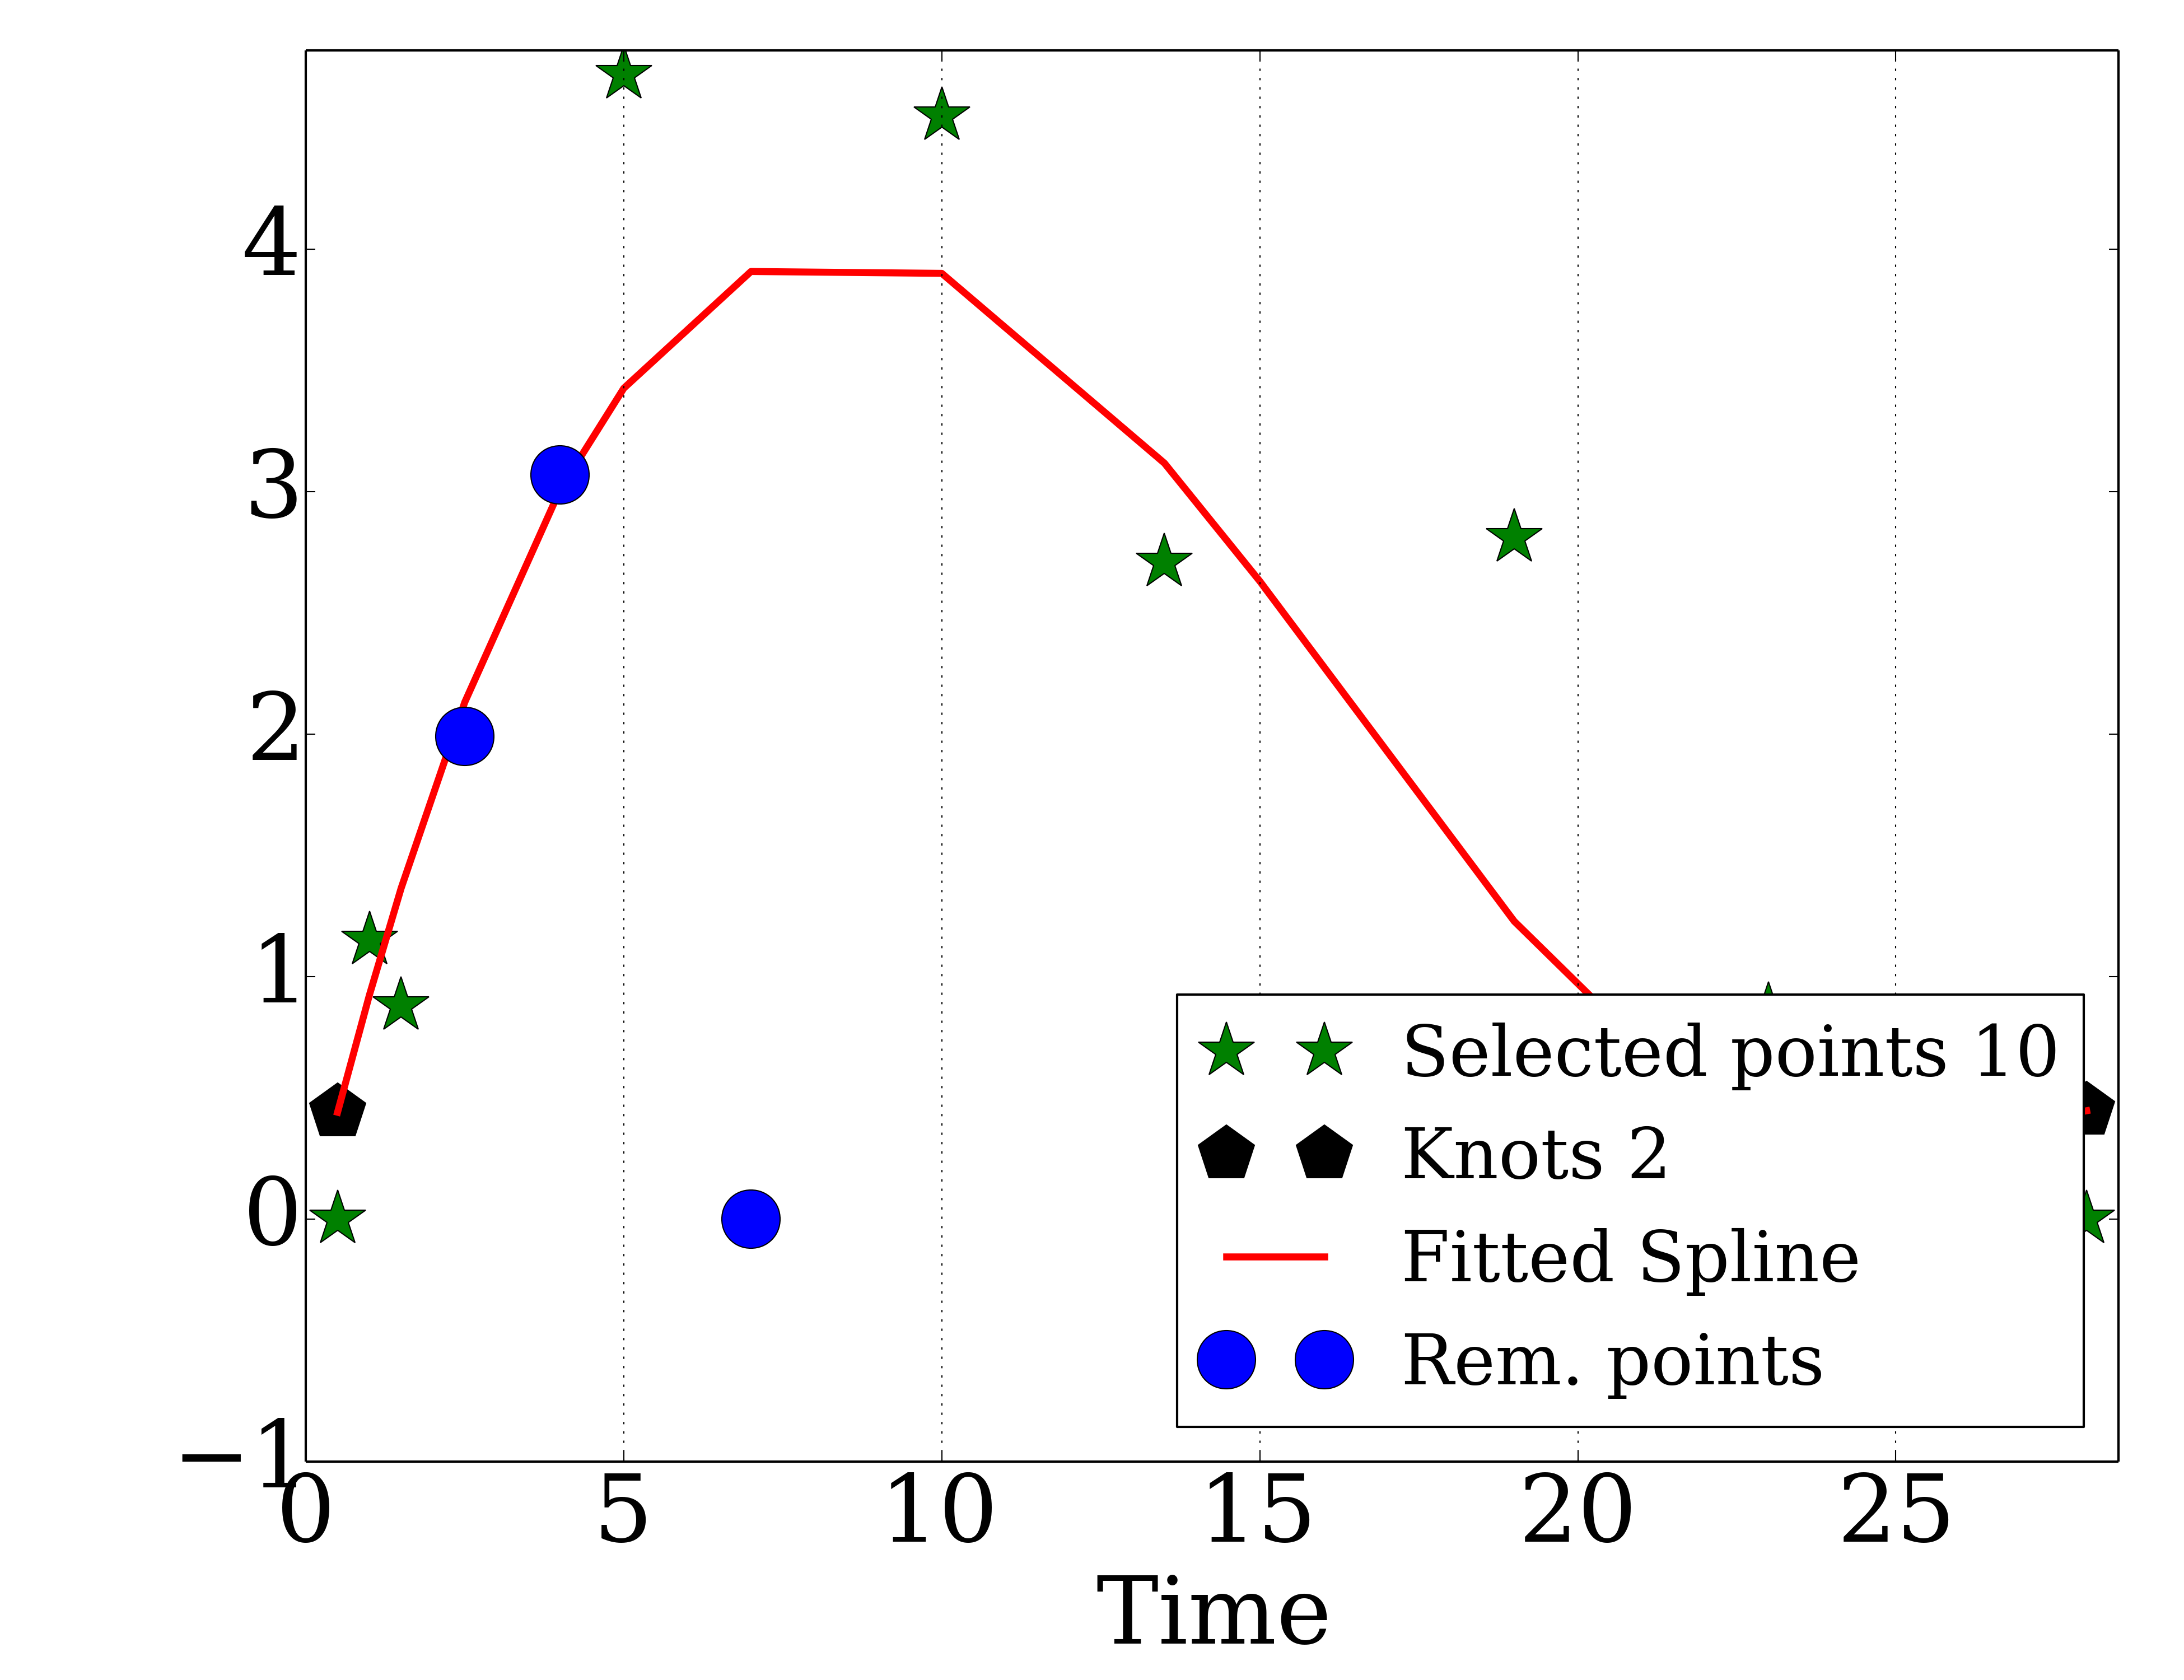 4
3
2
1
0
−1
0 5 10 15 20 25
Time
Selected points 10
Knots 2
Fitted Spline
Rem. points